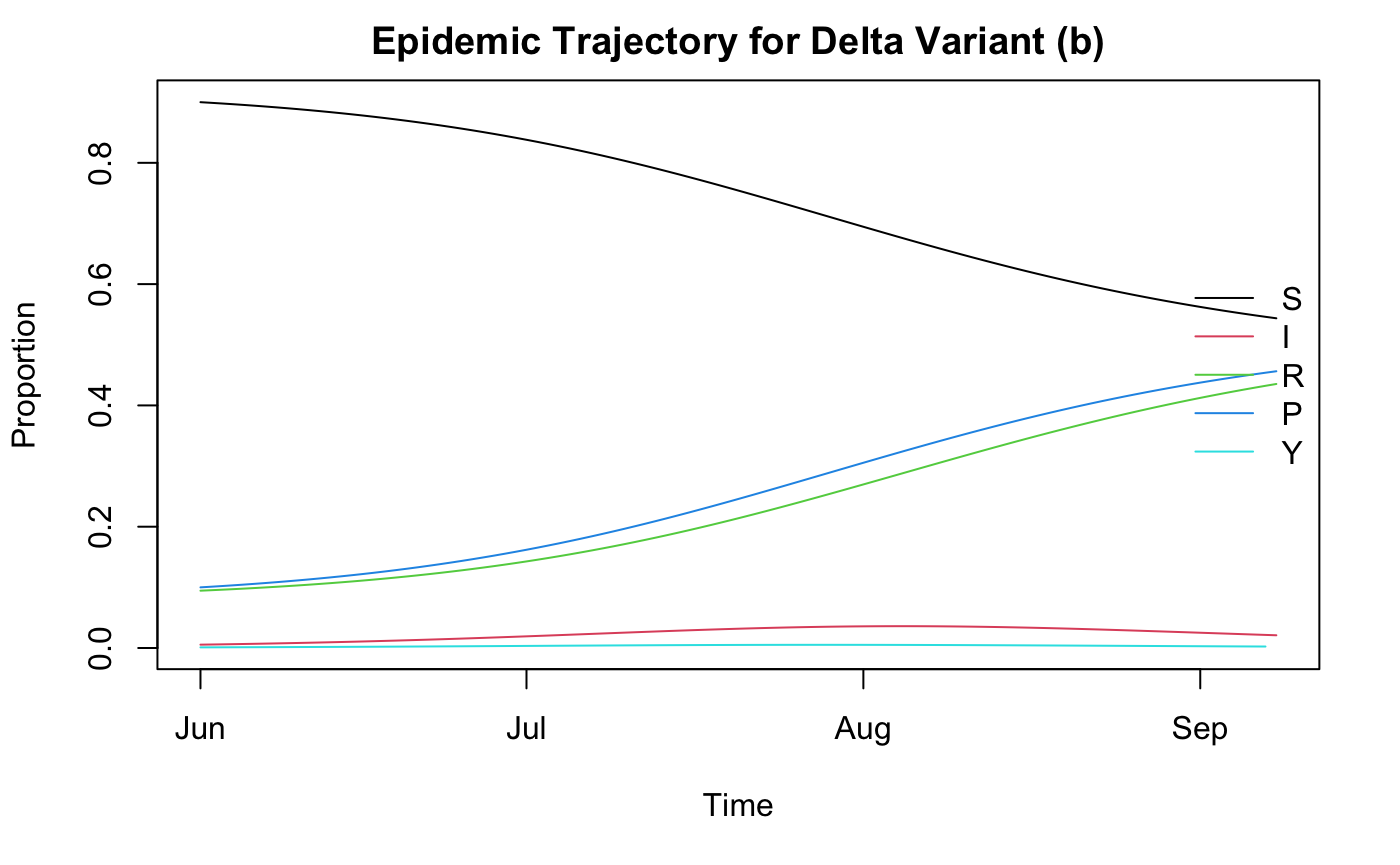 Epidemic Trajectory for Delta Variant (b)
Proportion
0.8
0.6
0.4
0.2
0.0
S
I
R
P
Y
Jun Jul Aug Sep
Time